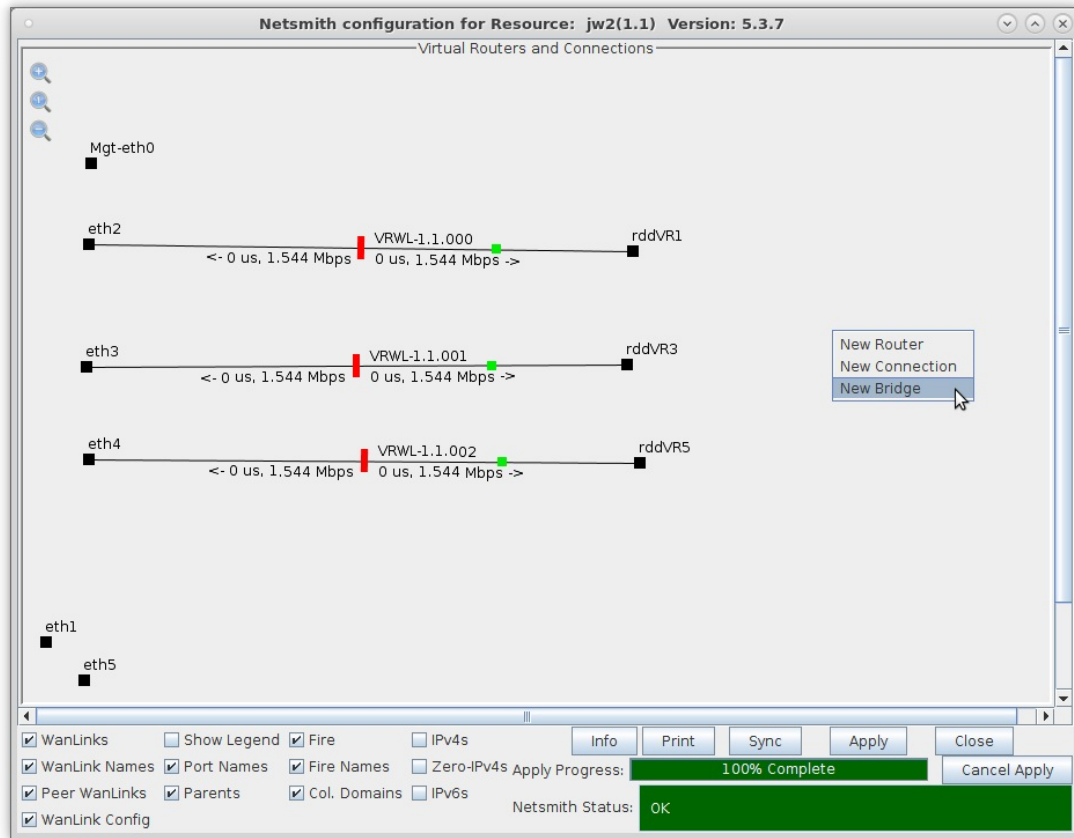 Netsmith configuration for Resource:  jw2(1.1)  Version: 5.3.7
Virtual Routers and Connections
Mgt-eth0
eth2
VRWL-1.1.000
rddVR1
<- 0 us, 1.544 Mbps
0 us, 1.544 Mbps ->
eth3
VRWL-1.1.001
rddVR3
<- 0 us, 1.544 Mbps
0 us, 1.544 Mbps ->
New Router
New Connection
New Bridge
eth4
VRWL-1.1.002
rddVR5
<- 0 us, 1.544 Mbps
0 us, 1.544 Mbps ->
eth1
eth5
WanLinks
Show Legend
Fire
IPv4s
Info
Print
Sync
Apply
Close
WanLink Names
Port Names
Fire Names
Zero-IPv4s
Apply Progress:
100% Complete
Cancel Apply
Peer WanLinks
Parents
Col. Domains
IPv6s
Netsmith Status:
OK
WanLink Config